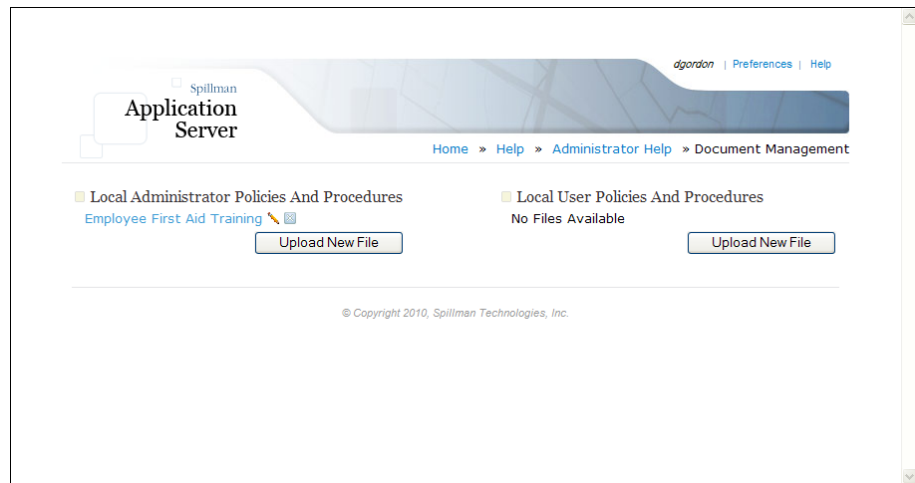 dgordon | Preferences | Help
Spillman
Application
Server
Home » Help » Administrator Help » Document Management
Local Administrator Policies And Procedures
Employee First Aid Training
Upload New File
Local User Policies And Procedures
No Files Available
Upload New File
© Copyright 2010, Spillman Technologies, Inc.